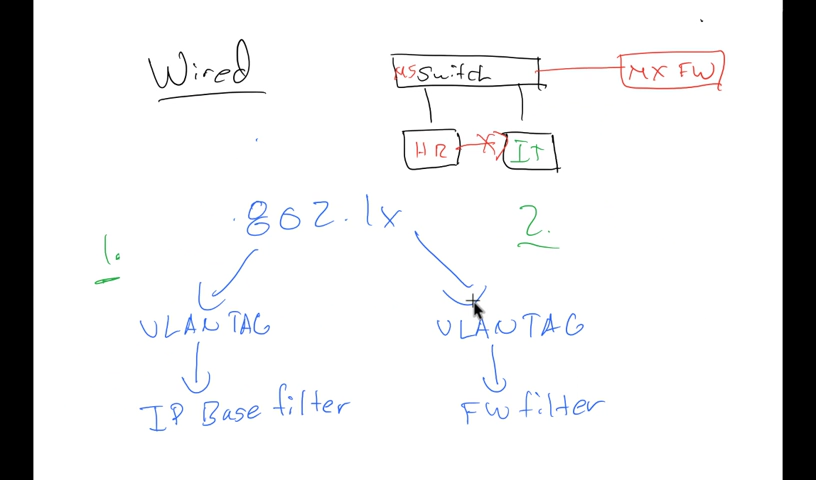 Wired
MS Switch
MX FW
HR
IT
802.1x
1.
2.
VLAN TAG
VLAN TAG
IP Base filter
FW filter